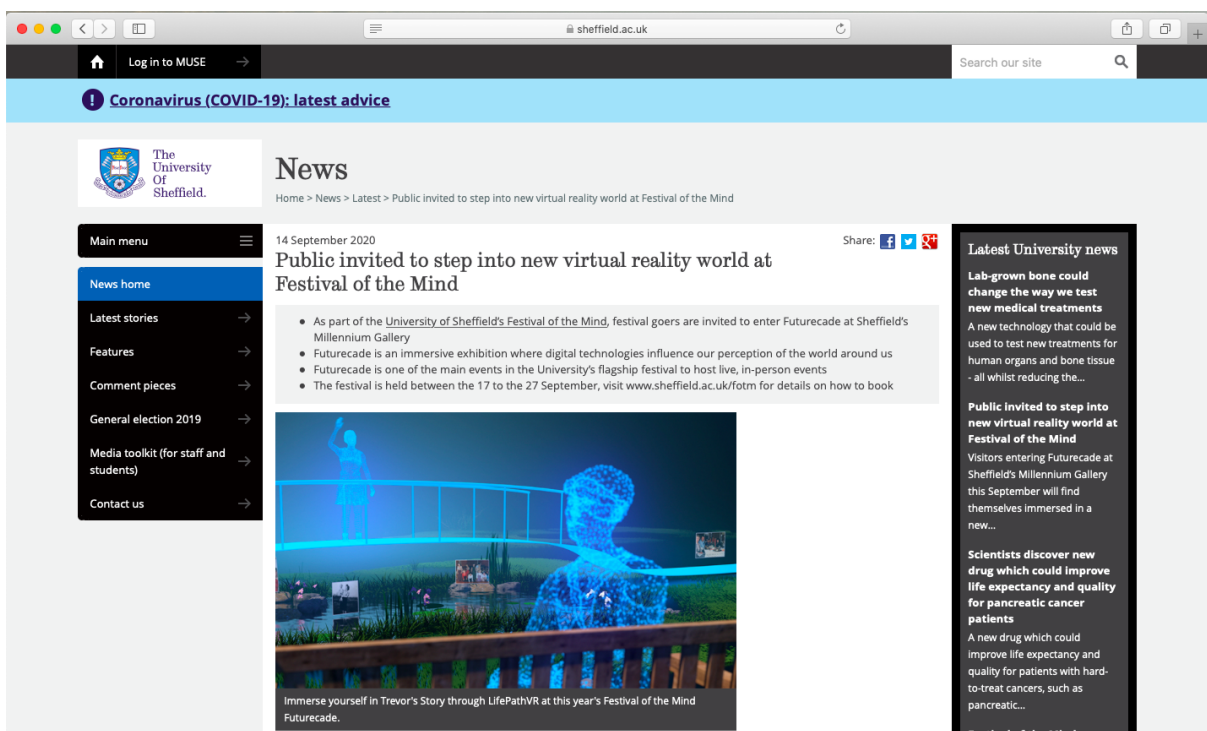 sheffield.ac.uk
Log in to MUSE
Search our site
Coronavirus (COVID-19): latest advice
The
University
Of
Sheffield.
News
Home > News > Latest > Public invited to step into new virtual reality world at Festival of the Mind
Main menu
News home
Latest stories
Features
Comment pieces
General election 2019
Media toolkit (for staff and
students)
Contact us
14 September 2020
Share:
Public invited to step into new virtual reality world at
Festival of the Mind
As part of the University of Sheffield's Festival of the Mind, festival goers are invited to enter Futurecade at Sheffield's
Millennium Gallery
Futurecade is an immersive exhibition where digital technologies influence our perception of the world around us
Futurecade is one of the main events in the University's flagship festival to host live, in-person events
The festival is held between the 17 to the 27 September, visit www.sheffield.ac.uk/fotm for details on how to book
Immerse yourself in Trevor's Story through LifePathVR at this year's Festival of the Mind
Futurecade.
Latest University news
Lab-grown bone could
change the way we test
new medical treatments
A new technology that could be
used to test new treatments for
human organs and bone tissue
- all whilst reducing the...
Public invited to step into
new virtual reality world at
Festival of the Mind
Visitors entering Futurecade at
Sheffield's Millennium Gallery
this September will find
themselves immersed in a
new...
Scientists discover new
drug which could improve
life expectancy and quality
for pancreatic cancer
patients
A new drug which could
improve life expectancy and
quality for patients with hard-
to-treat cancers, such as
pancreatic...